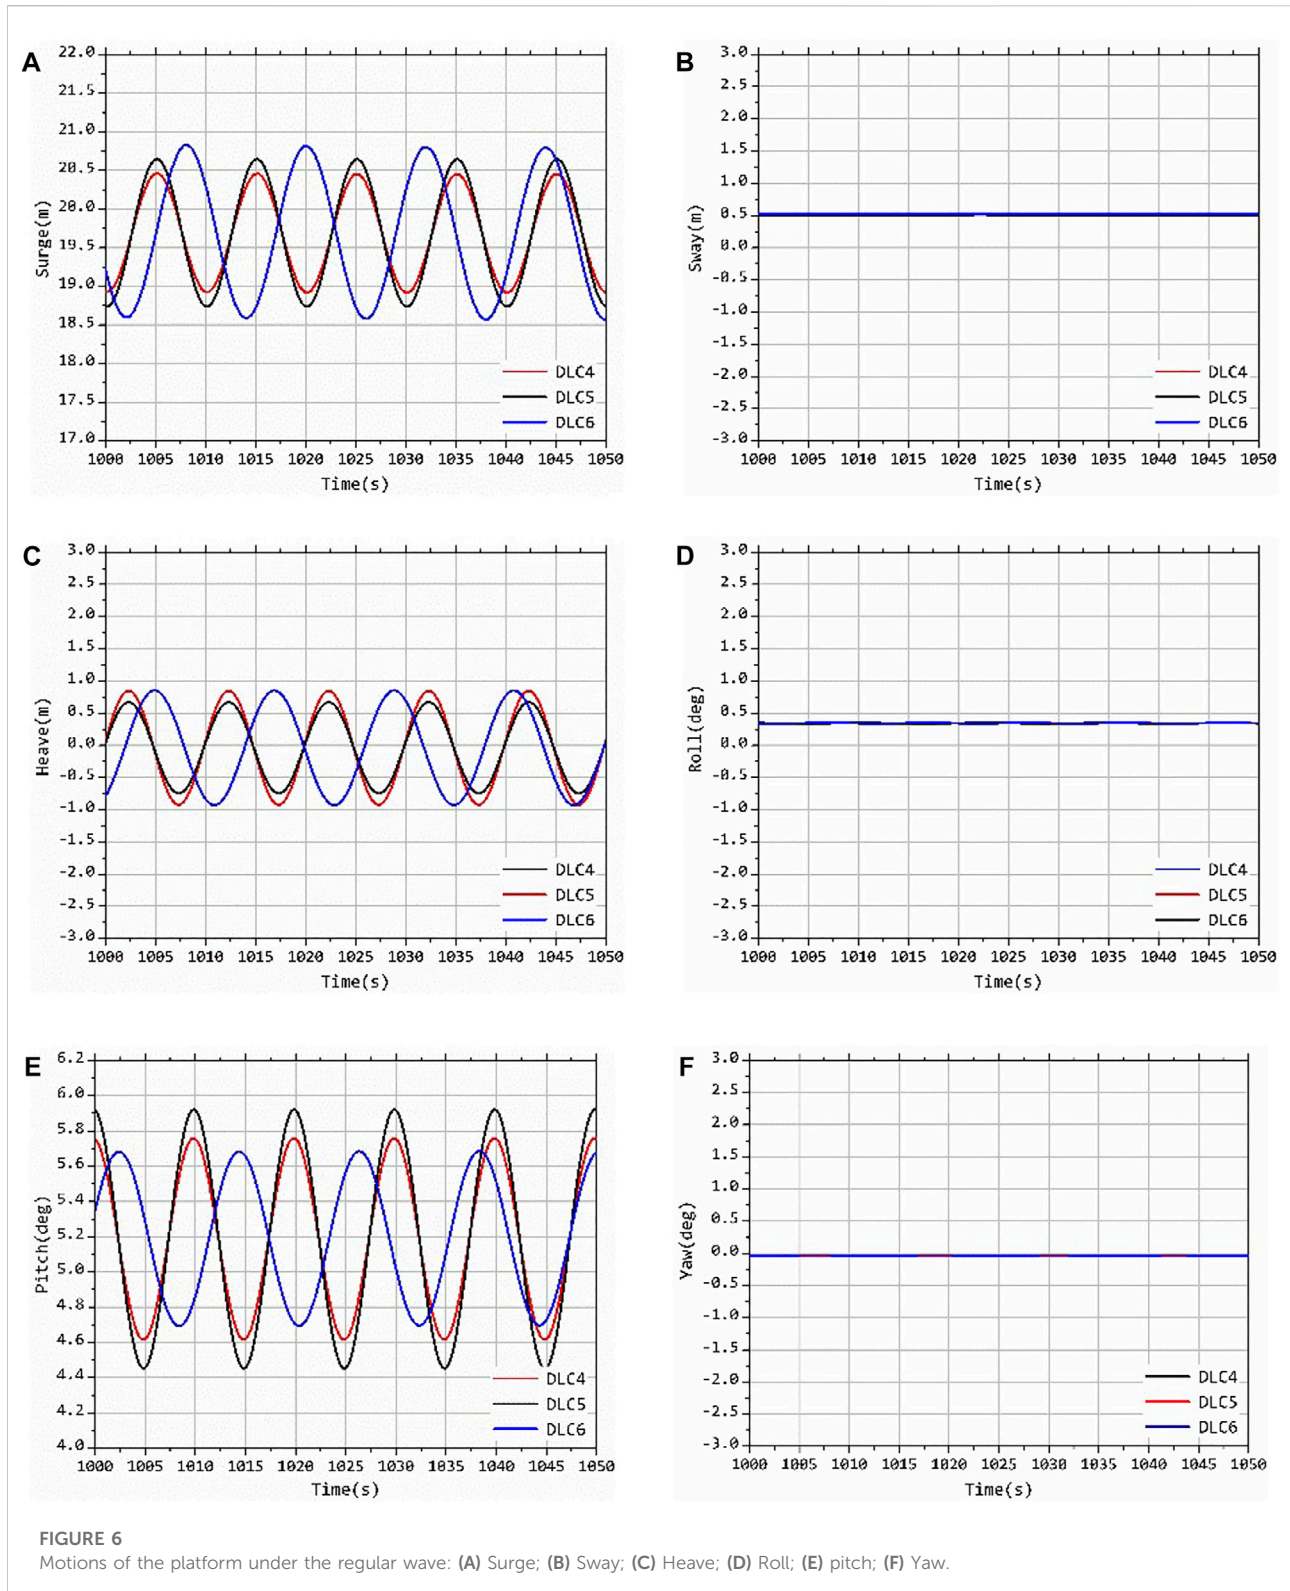 A
22.0
21.5
21.0
20.5
20.0
19.5
19.0
18.5
18.0
17.5
17.0
Surge(m)
DLC4
DLC5
DLC6
1000 1005 1010 1015 1020 1025 1030 1035 1040 1045 1050
Time(s)
B
3.0
2.5
2.0
1.5
1.0
0.5
0.0
-0.5
-1.0
-1.5
-2.0
-2.5
-3.0
Sway(m)
DLC4
DLC5
DLC6
1000 1005 1010 1015 1020 1025 1030 1035 1040 1045 1050
Time(s)
C
3.0
2.5
2.0
1.5
1.0
0.5
0.0
-0.5
-1.0
-1.5
-2.0
-2.5
-3.0
Heave(m)
DLC4
DLC5
DLC6
1000 1005 1010 1015 1020 1025 1030 1035 1040 1045 1050
Time(s)
D
3.0
2.5
2.0
1.5
1.0
0.5
0.0
-0.5
-1.0
-1.5
-2.0
-2.5
-3.0
Roll(deg)
DLC4
DLC5
DLC6
1000 1005 1010 1015 1020 1025 1030 1035 1040 1045 1050
Time(s)
E
6.2
6.0
5.8
5.6
5.4
5.2
5.0
4.8
4.6
4.4
4.2
4.0
Pitch(deg)
DLC4
DLC5
DLC6
1000 1005 1010 1015 1020 1025 1030 1035 1040 1045 1050
Time(s)
F
3.0
2.5
2.0
1.5
1.0
0.5
0.0
-0.5
-1.0
-1.5
-2.0
-2.5
-3.0
Yaw(deg)
DLC4
DLC5
DLC6
1000 1005 1010 1015 1020 1025 1030 1035 1040 1045 1050
Time(s)
FIGURE 6
Motions of the platform under the regular wave: (A) Surge; (B) Sway; (C) Heave; (D) Roll; (E) pitch; (F) Yaw.